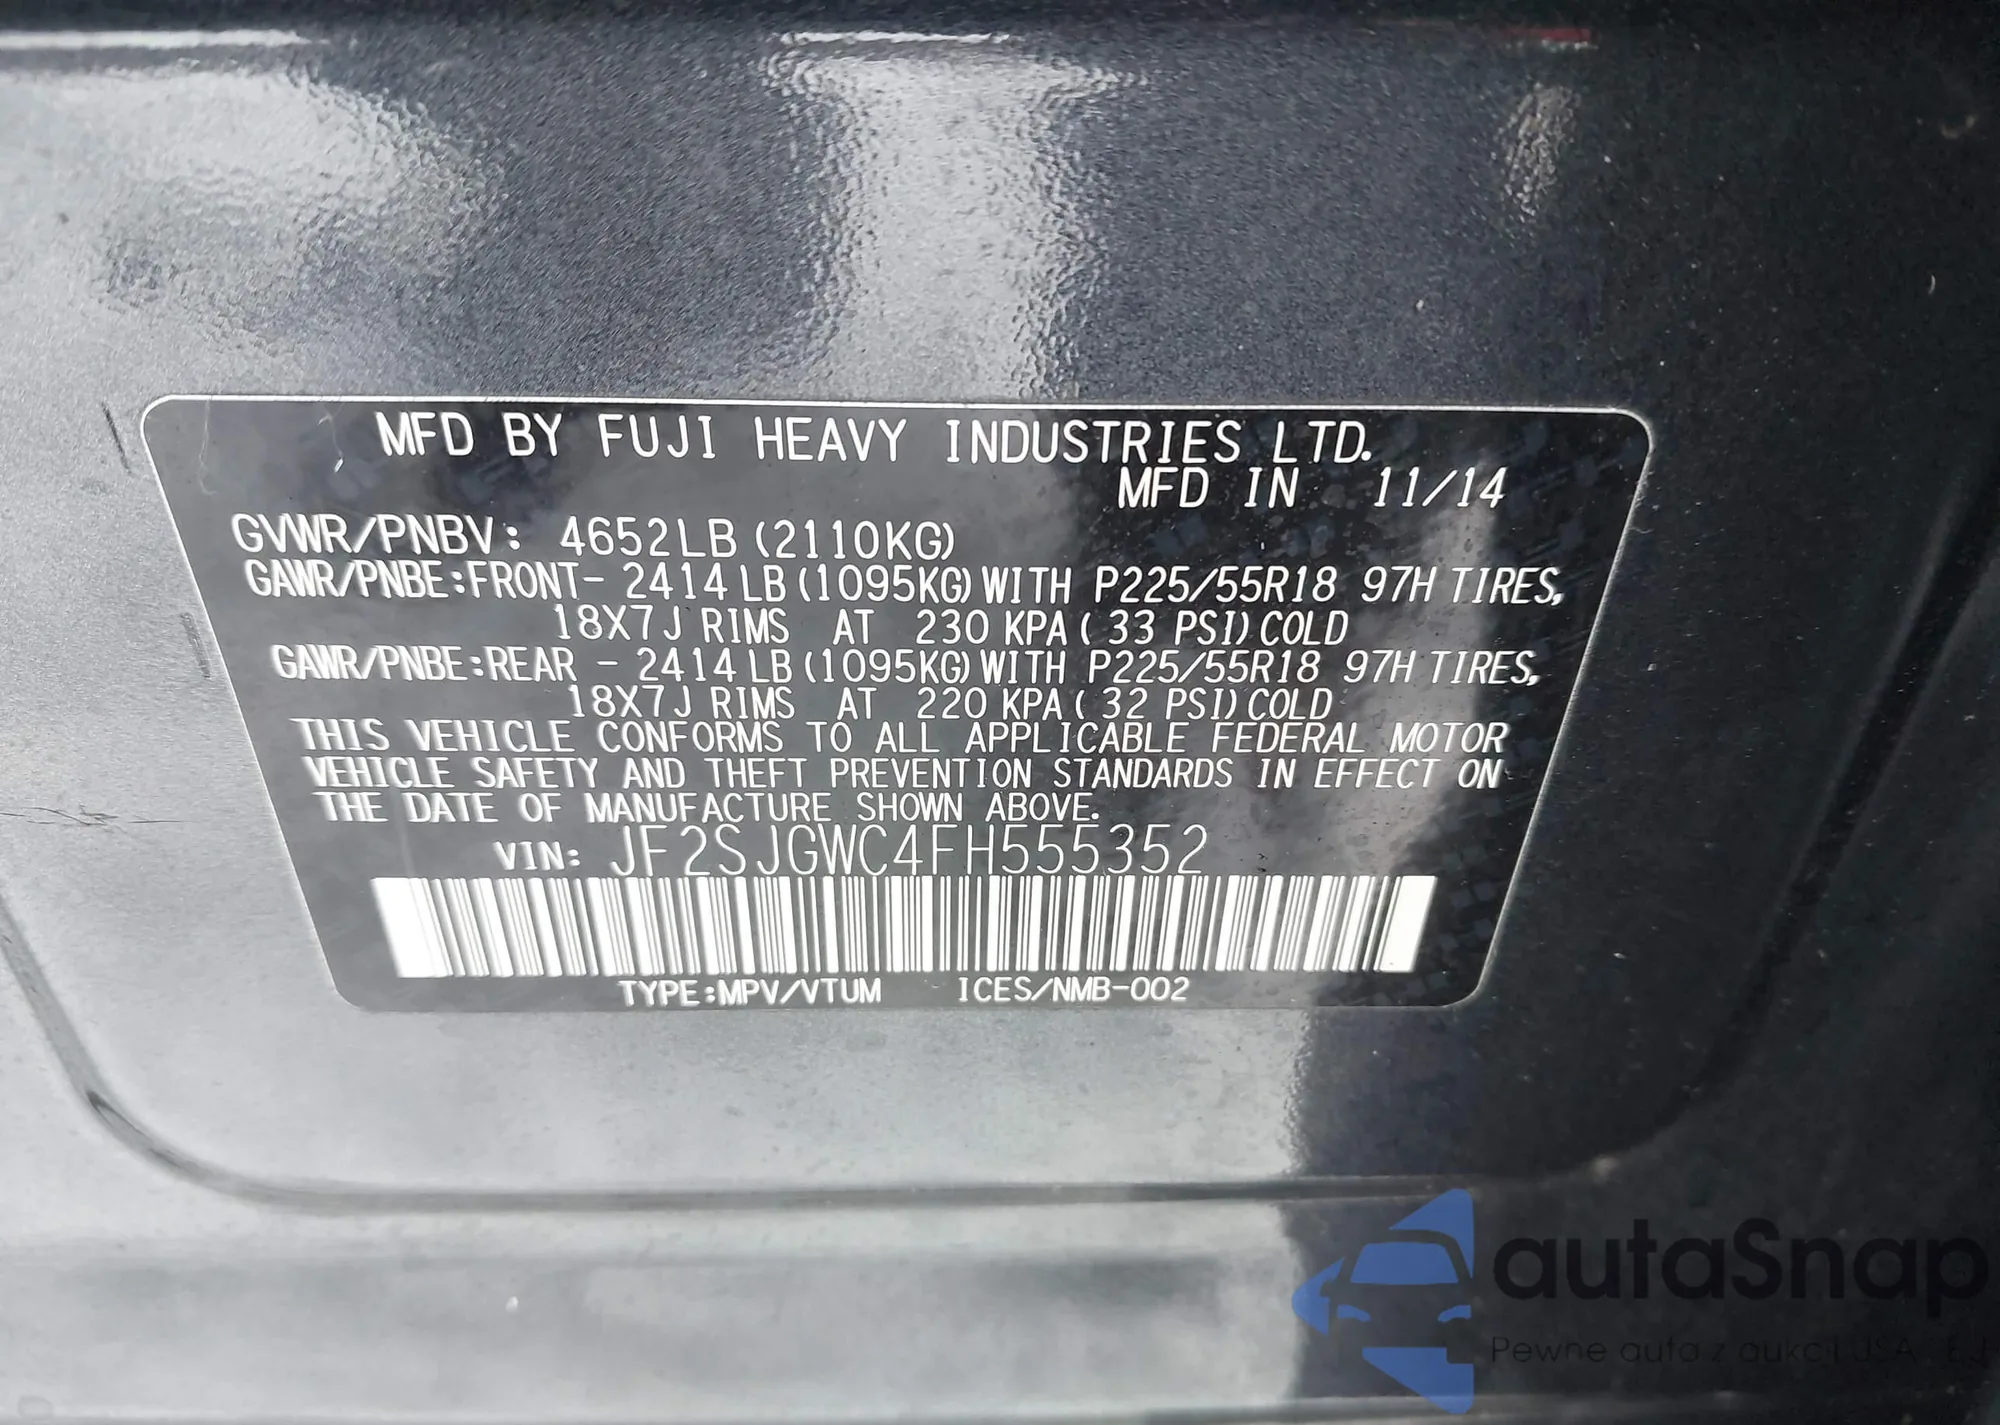 MFD BY FUJI HEAVY INDUSTRIES LTD.
MFD IN 11/14
GVWR/PNBV: 4652LB (2110KG)
GAWR/PNBE:FRONT- 2414 LB (1095KG) WITH P225/55R18 97H TIRES,
18X7J RIMS AT 230 KPA ( 33 PSI) COLD
GAWR/PNBE:REAR - 2414 LB (1095KG) WITH P225/55R18 97H TIRES,
18X7J RIMS AT 220 KPA ( 32 PSI) COLD
THIS VEHICLE CONFORMS TO ALL APPLICABLE FEDERAL MOTOR
VEHICLE SAFETY AND THEFT PREVENTION STANDARDS IN EFFECT ON
THE DATE OF MANUFACTURE SHOWN ABOVE.
VIN: JF2SJGWC4FH555352
TYPE:MPV/VTUM ICES/NMB-002
autaSnap
Pewne auta z aukcji USA